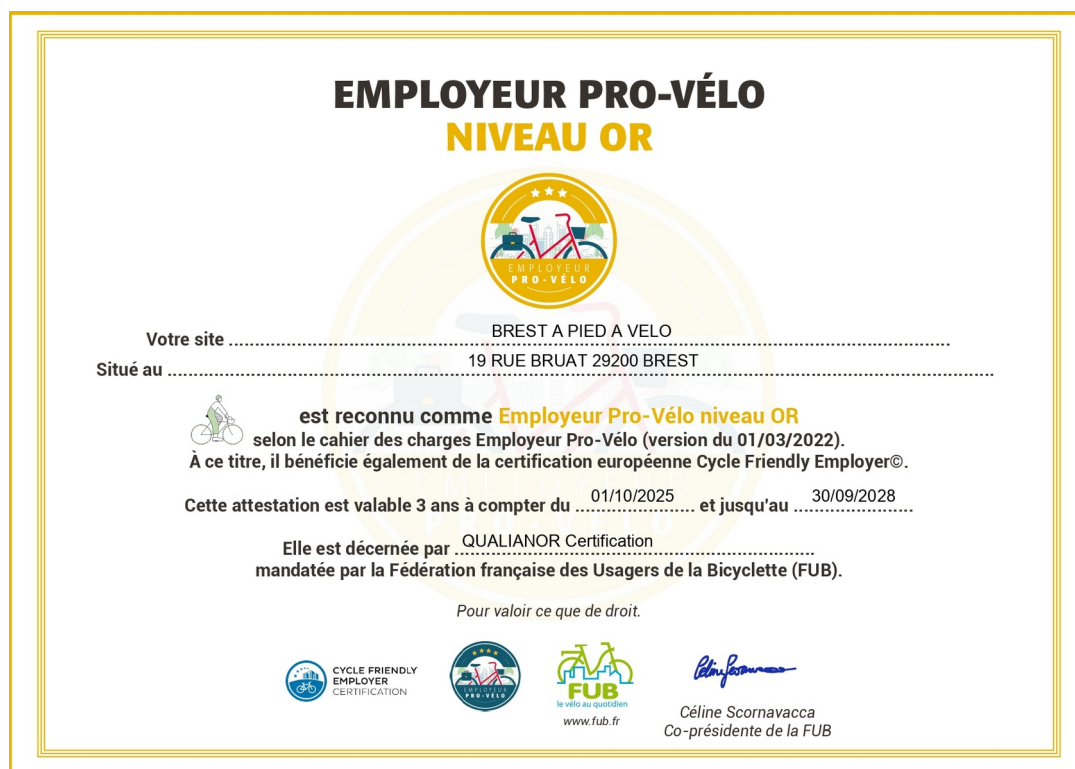 EMPLOYEUR PRO-VÉLO
NIVEAU OR
EMPLOYEUR
PRO-VÉLO
Votre site BREST A PIED A VELO
Situé au 19 RUE BRUAT 29200 BREST
est reconnu comme Employeur Pro-Vélo niveau OR
selon le cahier des charges Employeur Pro-Vélo (version du 01/03/2022).
À ce titre, il bénéficie également de la certification européenne Cycle Friendly Employer©.
Cette attestation est valable 3 ans à compter du 01/10/2025 et jusqu'au 30/09/2028
Elle est décernée par QUALIANOR Certification
mandatée par la Fédération française des Usagers de la Bicyclette (FUB).
Pour valoir ce que de droit.
CYCLE FRIENDLY
EMPLOYER
CERTIFICATION
EMPLOYEUR
PRO-VÉLO
FUB
le vélo au quotidien
www.fub.fr
Céline Scornavacca
Co-présidente de la FUB